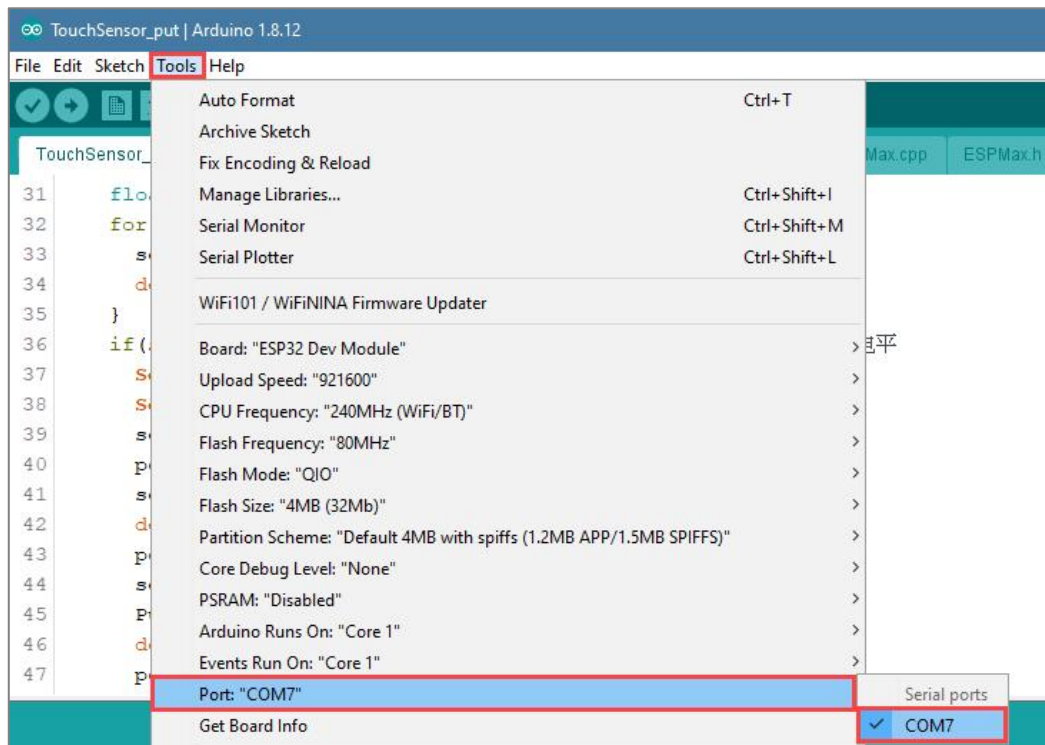 TouchSensor_put | Arduino 1.8.12
File Edit Sketch Tools Help
TouchSensor_
Max.cpp ESPMax.h
Auto Format Ctrl+T
Archive Sketch
Fix Encoding & Reload
Manage Libraries... Ctrl+Shift+I
Serial Monitor Ctrl+Shift+M
Serial Plotter Ctrl+Shift+L
WiFi101 / WiFiNINA Firmware Updater
Board: "ESP32 Dev Module"
Upload Speed: "921600"
CPU Frequency: "240MHz (WiFi/BT)"
Flash Frequency: "80MHz"
Flash Mode: "QIO"
Flash Size: "4MB (32Mb)"
Partition Scheme: "Default 4MB with spiffs (1.2MB APP/1.5MB SPIFFS)"
Core Debug Level: "None"
PSRAM: "Disabled"
Arduino Runs On: "Core 1"
Events Run On: "Core 1"
Port: "COM7"
Get Board Info
Serial ports
COM7
31 flo
32 for
33 s
34 d
35 }
36 if( 平
37 S
38 S
39 s
40 p
41 s
42 d
43 p
44 s
45 P
46 d
47 p